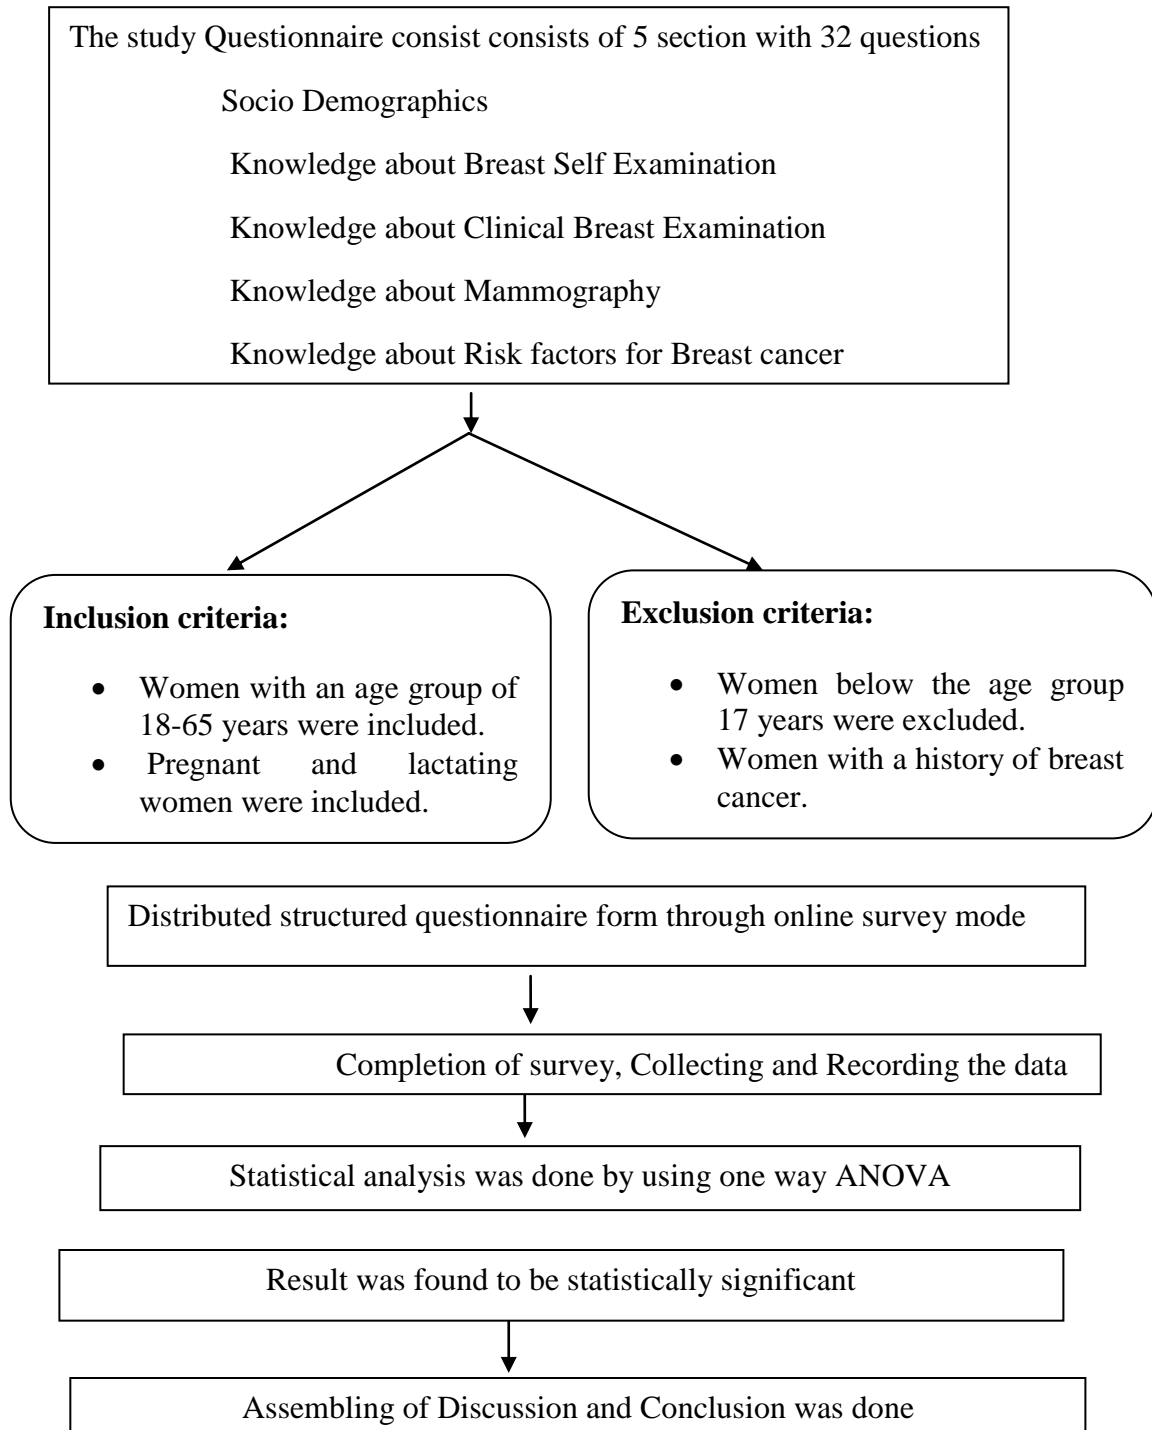 The study Questionnaire consist consists of 5 section with 32 questions
Socio Demographics
Knowledge about Breast Self Examination
Knowledge about Clinical Breast Examination
Knowledge about Mammography
Knowledge about Risk factors for Breast cancer
Inclusion criteria:
• Women with an age group of
18-65 years were included.
• Pregnant and lactating
women were included.
Exclusion criteria:
• Women below the age group
17 years were excluded.
• Women with a history of breast
cancer.
Distributed structured questionnaire form through online survey mode
Completion of survey, Collecting and Recording the data
Statistical analysis was done by using one way ANOVA
Result was found to be statistically significant
Assembling of Discussion and Conclusion was done